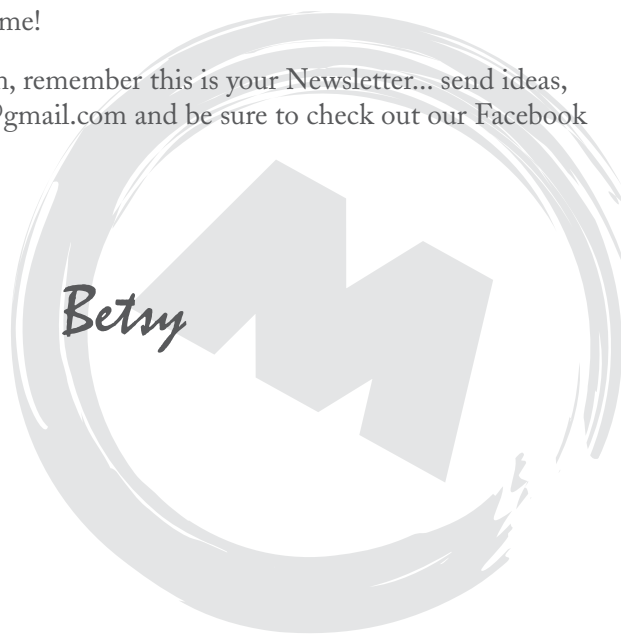 me!
, remember this is your Newsletter... send ideas,
@gmail.com and be sure to check out our Facebook
Betsy